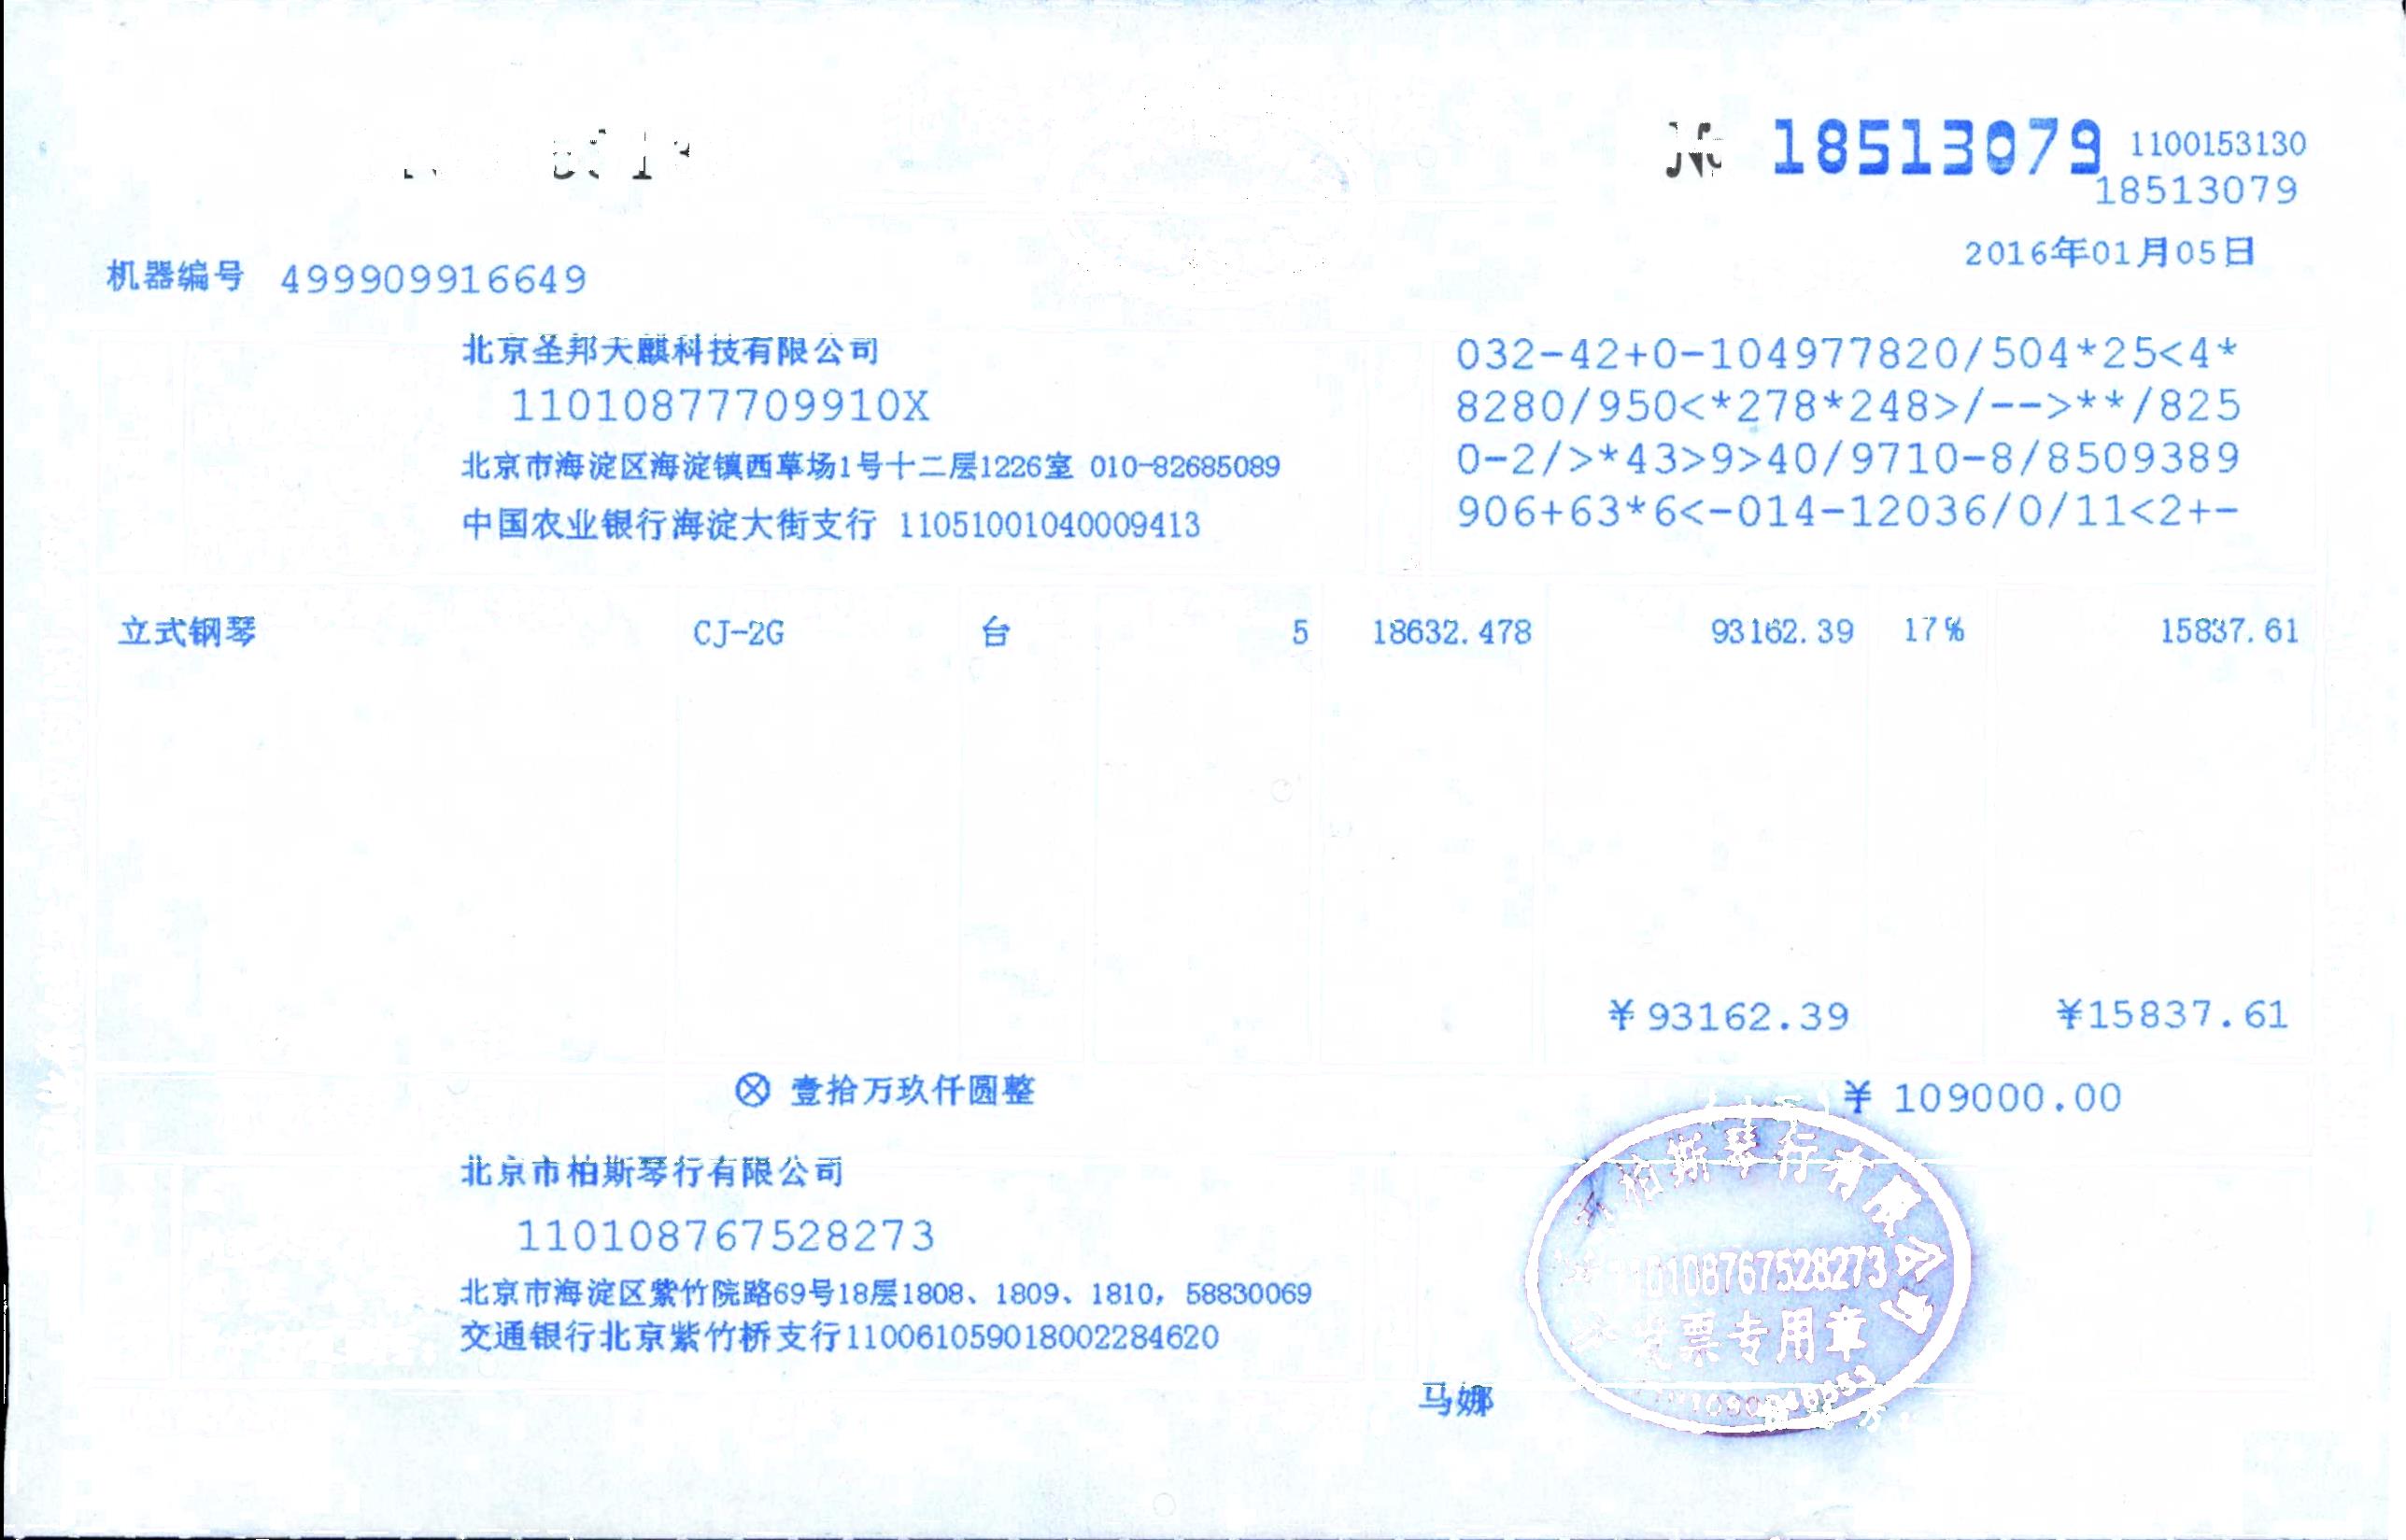 № 18513079 1100153130
18513079
2016年01月05日
机器编号 499909916649
北京圣邦天麒科技有限公司
11010877709910X
北京市海淀区海淀镇西草场1号十二层1226室 010-82685089
中国农业银行海淀大街支行 11051001040009413
032-42+0-104977820/504*25<4*
8280/950<*278*248>/-->**/825
0-2/>*43>9>40/9710-8/8509389
906+63*6<-014-12036/0/11<2+-
立式钢琴 CJ-2G 台 5 18632.478 93162.39 17% 15837.61
¥93162.39 ¥15837.61
ⓧ 壹拾万玖仟圆整 ¥ 109000.00
北京市柏斯琴行有限公司
110108767528273
北京市海淀区紫竹院路69号18层1808、1809、1810，58830069
交通银行北京紫竹桥支行110061059018002284620
马娜
柏斯琴行有限公司
110108767528273
发票专用章